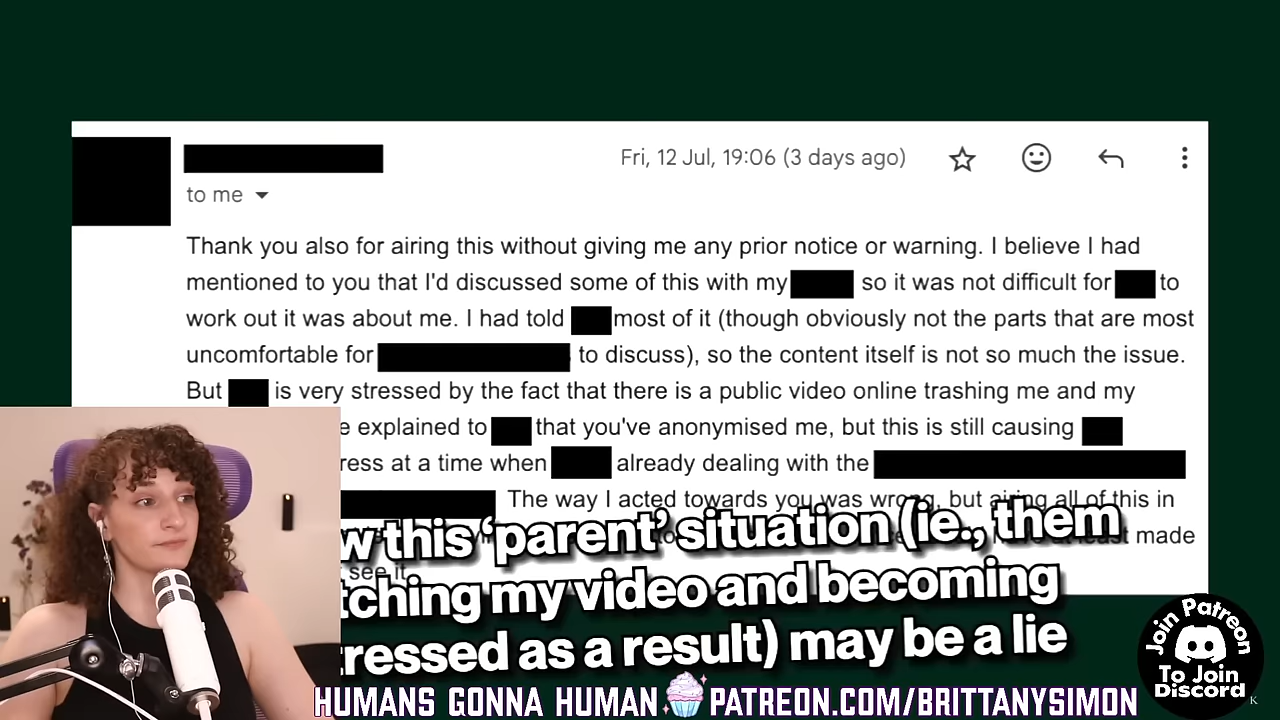 Fri, 12 Jul, 19:06 (3 days ago)
to me
Thank you also for airing this without giving me any prior notice or warning. I believe I had
mentioned to you that I'd discussed some of this with my so it was not difficult for to
work out it was about me. I had told most of it (though obviously not the parts that are most
uncomfortable for to discuss), so the content itself is not so much the issue.
But is very stressed by the fact that there is a public video online trashing me and my
explained to that you've anonymised me, but this is still causing
at a time when already dealing with the
The way I acted towards you was wrong, but airing all of this in
made
see it
this 'parent' situation (ie., them
my video and becoming
as a result) may be a lie
HUMANS GONNA HUMAN PATREON.COM/BRITTANYSIMON
Join Patreon
To Join
Discord
K